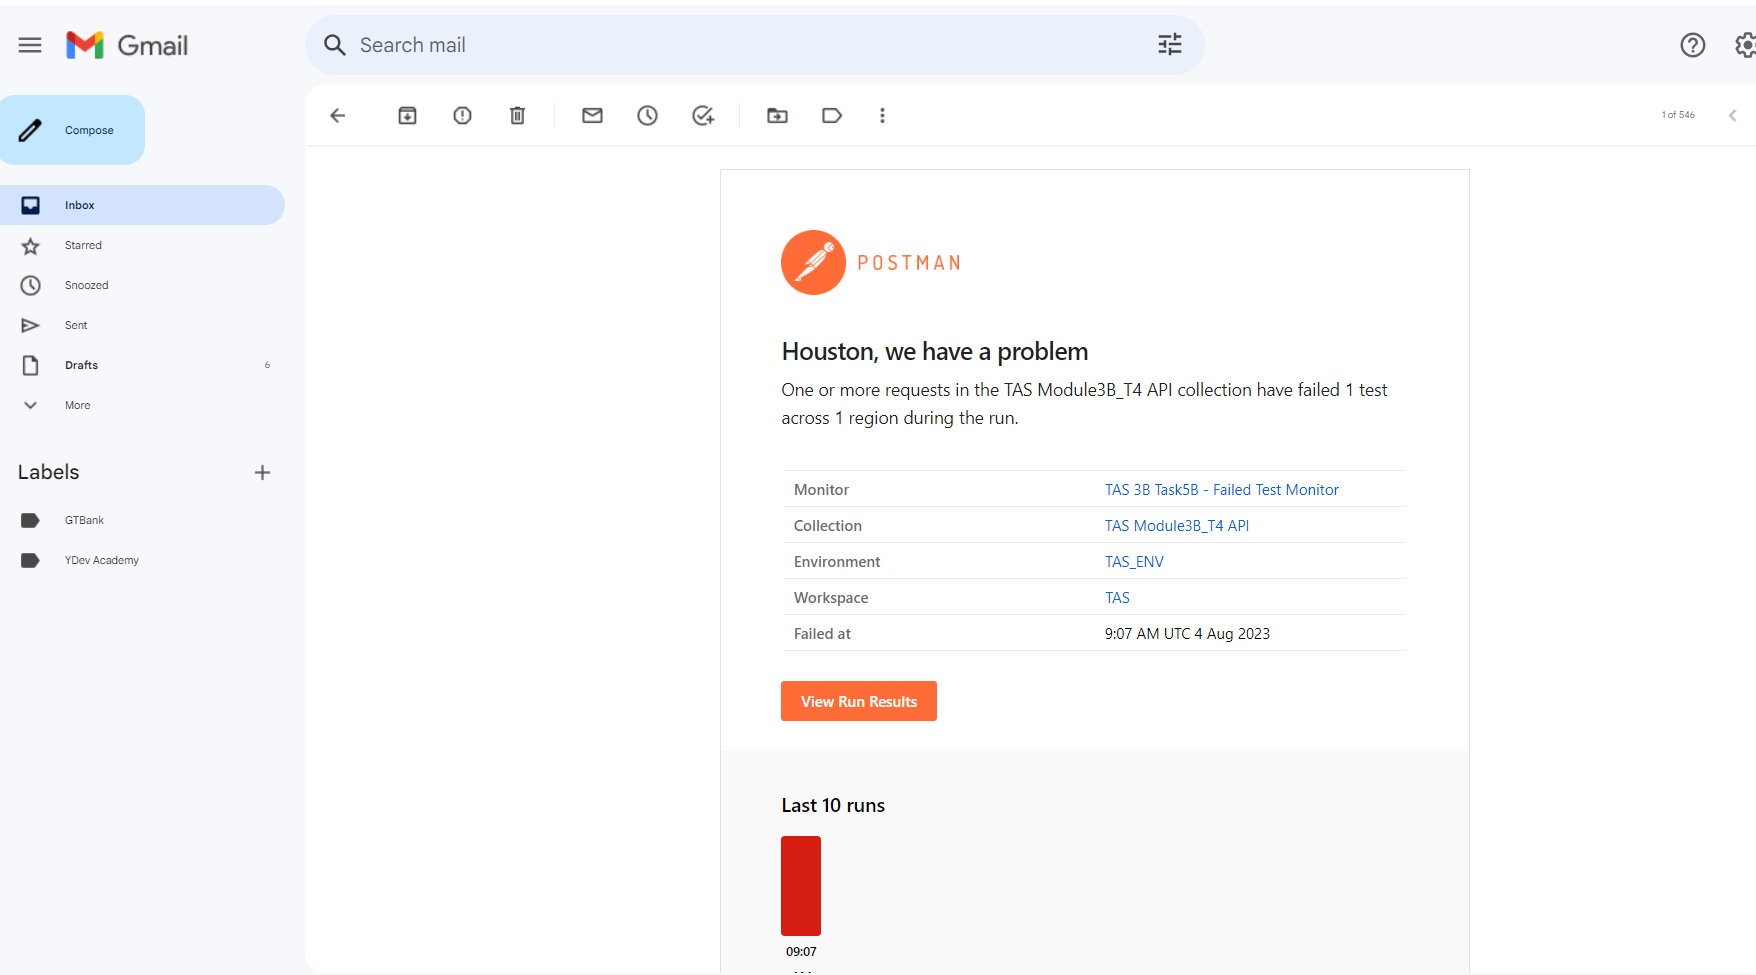 Gmail
Search mail
Compose
1 of 546
Inbox
Starred
Snoozed
Sent
Drafts 6
More
Labels
GTBank
YDev Academy
POSTMAN
Houston, we have a problem
One or more requests in the TAS Module3B_T4 API collection have failed 1 test
across 1 region during the run.
Monitor TAS 3B Task5B - Failed Test Monitor
Collection TAS Module3B_T4 API
Environment TAS_ENV
Workspace TAS
Failed at 9:07 AM UTC 4 Aug 2023
View Run Results
Last 10 runs
09:07